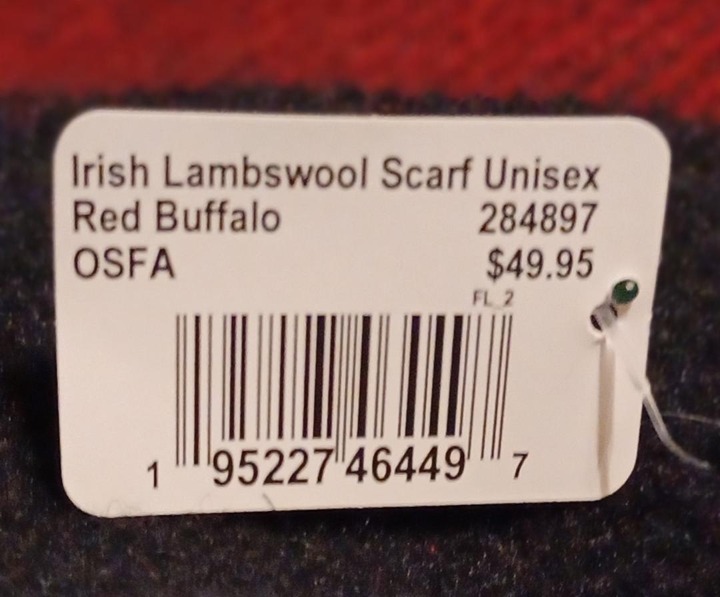 Irish Lambswool Scarf Unisex
Red Buffalo 284897
OSFA $49.95
FL_2
1 95227 46449 7